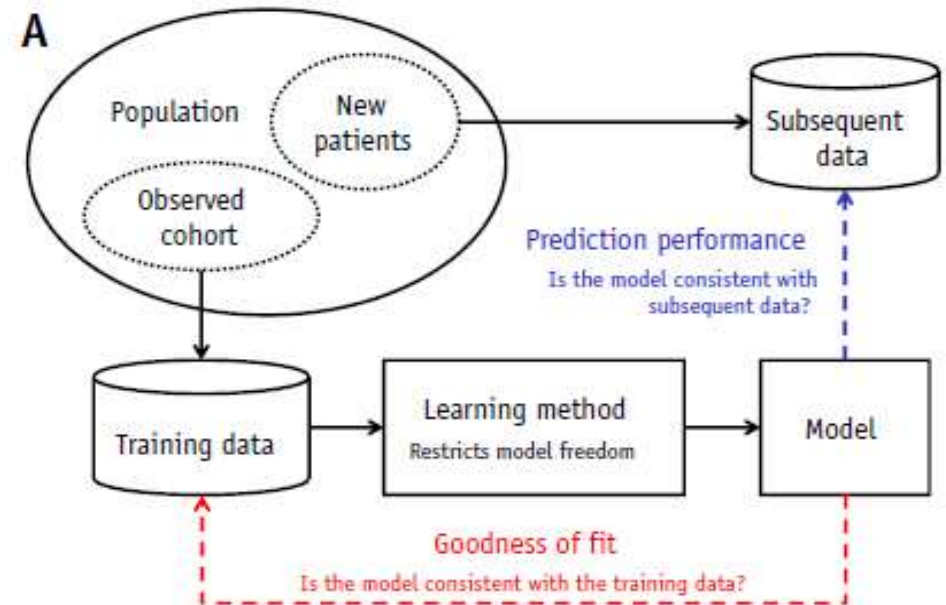 A
Population
New
patients
Observed
cohort
Subsequent
data
Prediction performance
Is the model consistent with
subsequent data?
Training data
Learning method
Restricts model freedom
Model
Goodness of fit
Is the model consistent with the training data?